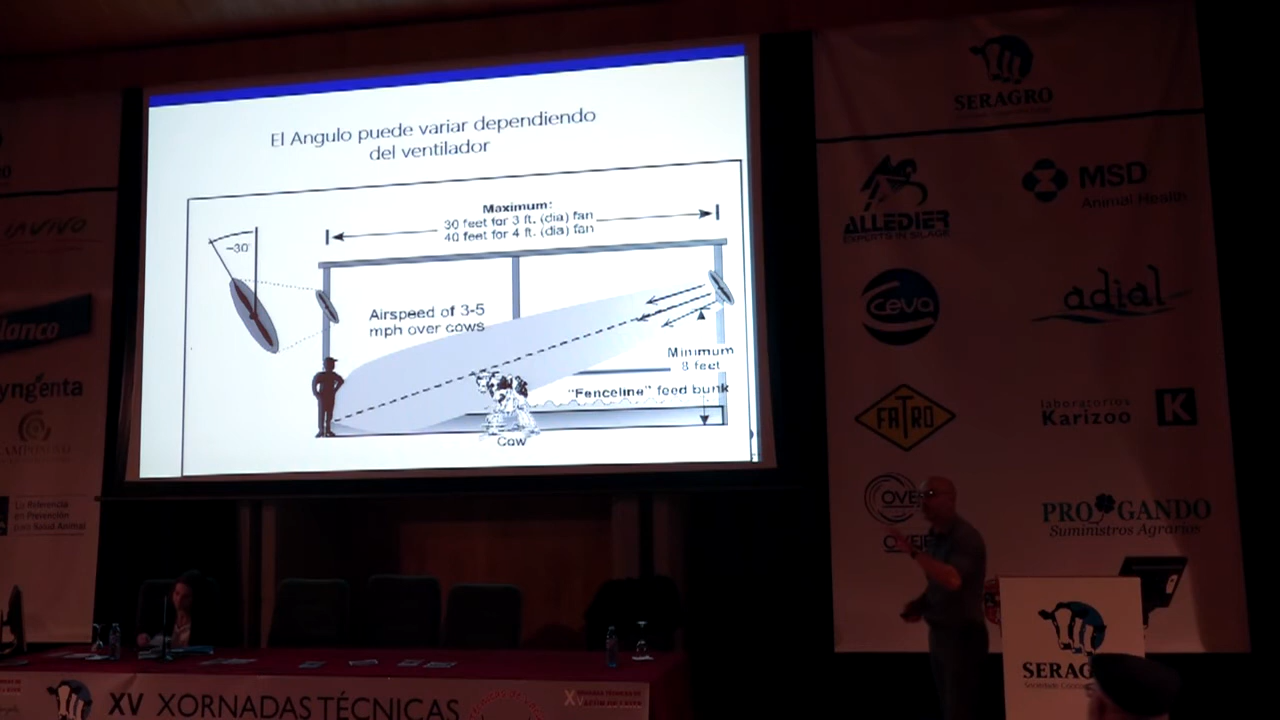 El Angulo puede variar dependiendo
del ventilador
Maximum:
30 feet for 3 ft. (dia) fan
40 feet for 4 ft. (dia) fan
~30
Airspeed of 3-5
mph over cows
Minimum
8 feet
"Fenceline" feed bunk
Cow
SERAGRO
ALLEDIER
EXPERTS IN SILAGE
MSD
Animal Health
Ceva
adial
FATRO
laboratorios
Karizoo
K
PROGANDO
Suministros Agrarios
lanco
yngenta
La Referencia
en Prevención
para Salud Animal
SERAG
XV XORNADAS TÉCNICAS